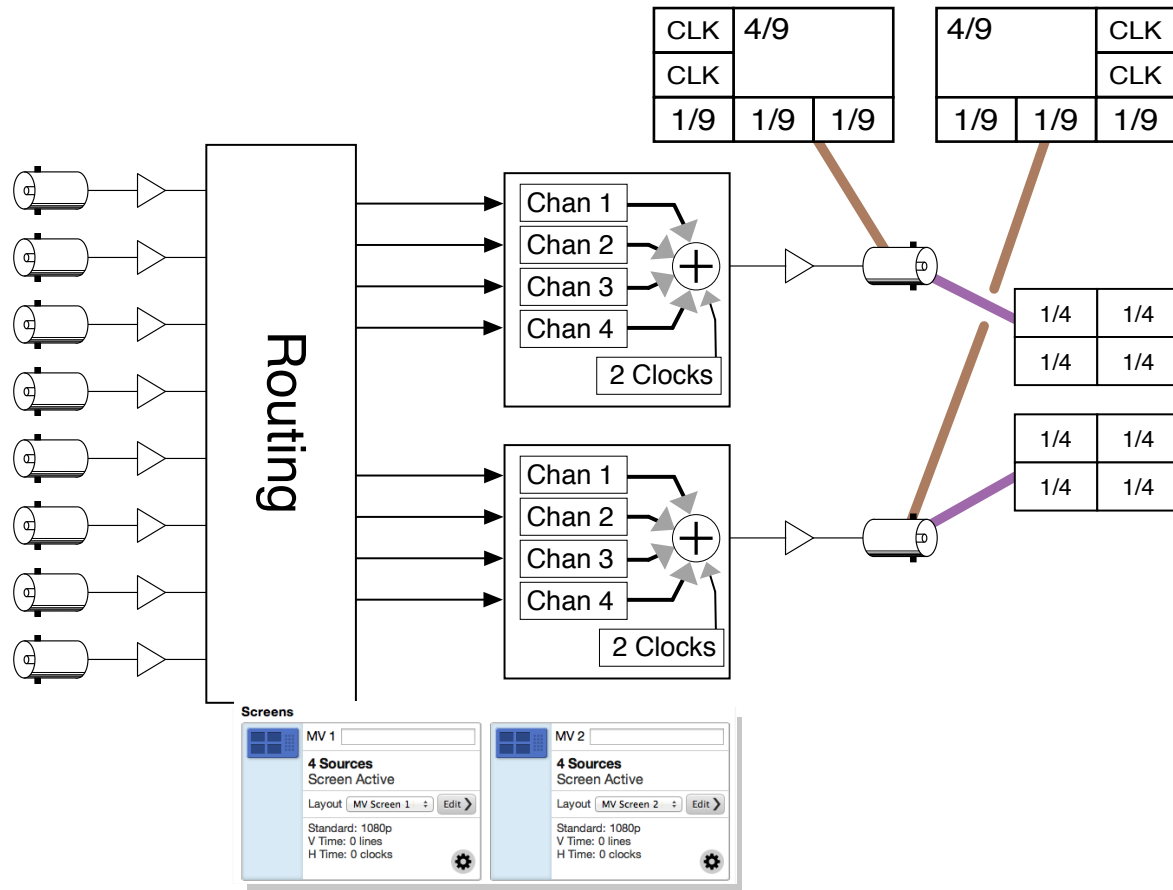 CLK
4/9
CLK
1/9
1/9
1/9
4/9
CLK
CLK
1/9
1/9
1/9
Routing
Chan 1
Chan 2
Chan 3
Chan 4
2 Clocks
1/4
1/4
1/4
1/4
Chan 1
Chan 2
Chan 3
Chan 4
2 Clocks
1/4
1/4
1/4
1/4
Screens
MV 1
4 Sources
Screen Active
Layout MV Screen 1 Edit
Standard: 1080p
V Time: 0 lines
H Time: 0 clocks
MV 2
4 Sources
Screen Active
Layout MV Screen 2 Edit
Standard: 1080p
V Time: 0 lines
H Time: 0 clocks